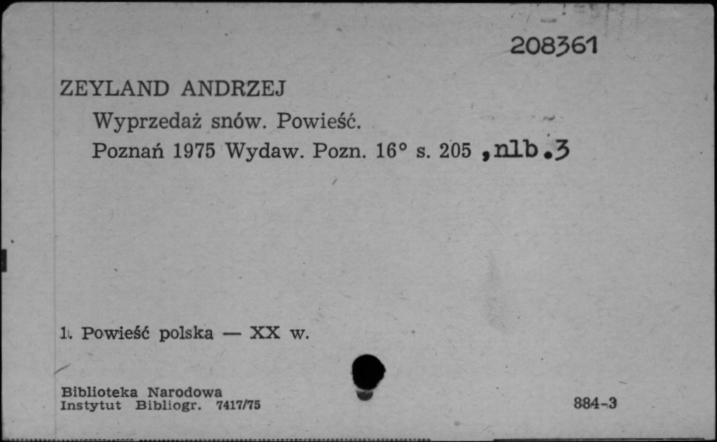 208361
ZEYLAND ANDRZEJ
Wyprzedaż snów. Powieść.
Poznań 1975 Wydaw. Pozn. 16° s. 205 ,nlb.3
1. Powieść polska — XX w.
Biblioteka Narodowa
Instytut Bibliogr. 7417/75
884-3